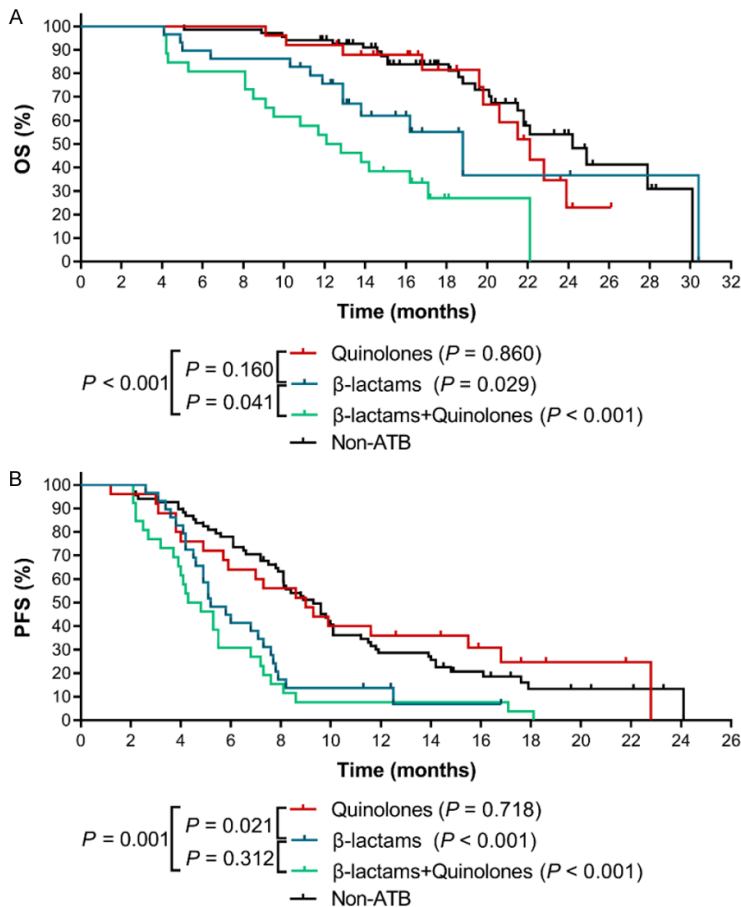 A
OS (%)
100
90
80
70
60
50
40
30
20
10
0
0 2 4 6 8 10 12 14 16 18 20 22 24 26 28 30 32
Time (months)
P < 0.001
P = 0.160
P = 0.041
Quinolones (P = 0.860)
β-lactams (P = 0.029)
β-lactams+Quinolones (P < 0.001)
Non-ATB
B
PFS (%)
100
90
80
70
60
50
40
30
20
10
0
0 2 4 6 8 10 12 14 16 18 20 22 24 26
Time (months)
P = 0.001
P = 0.021
P = 0.312
Quinolones (P = 0.718)
β-lactams (P < 0.001)
β-lactams+Quinolones (P < 0.001)
Non-ATB